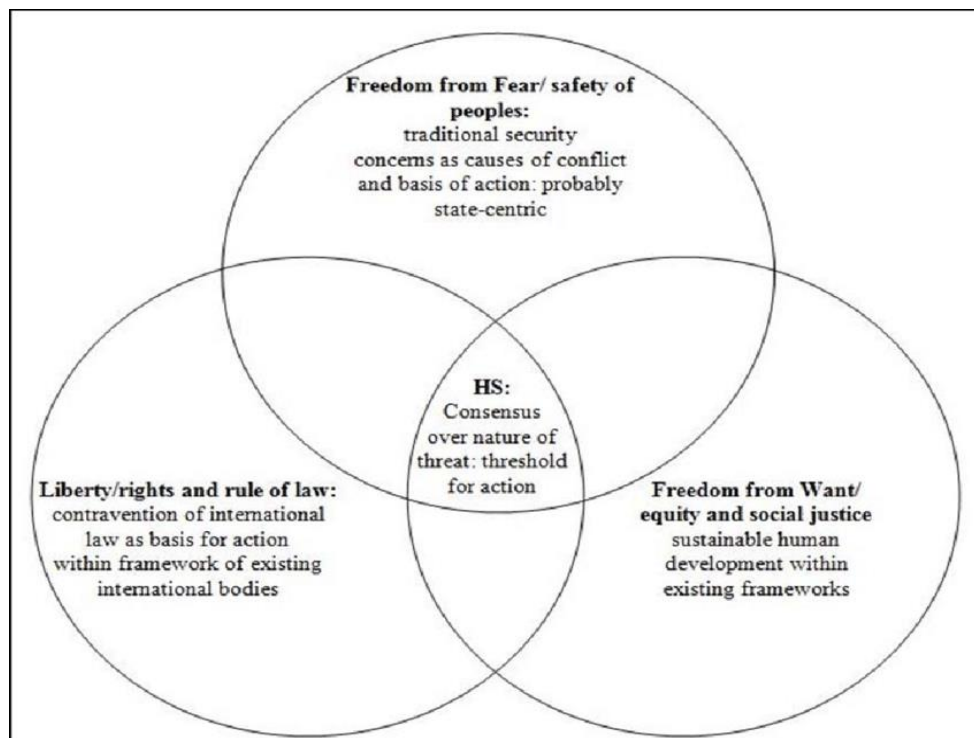 Freedom from Fear/ safety of
peoples:
traditional security
concerns as causes of conflict
and basis of action: probably
state-centric
HS:
Consensus
over nature of
threat: threshold
for action
Liberty/rights and rule of law:
contravention of international
law as basis for action
within framework of existing
international bodies
Freedom from Want/
equity and social justice
sustainable human
development within
existing frameworks